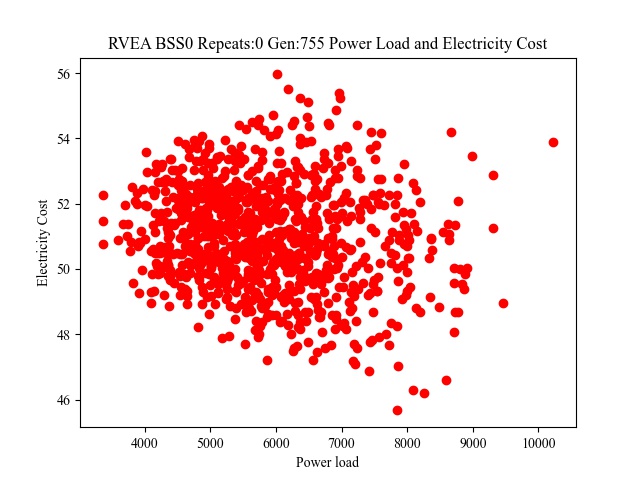 RVEA BSS0 Repeats:0 Gen:755 Power Load and Electricity Cost
56
54
52
50
48
46
Electricity Cost
4000 5000 6000 7000 8000 9000 10000
Power load